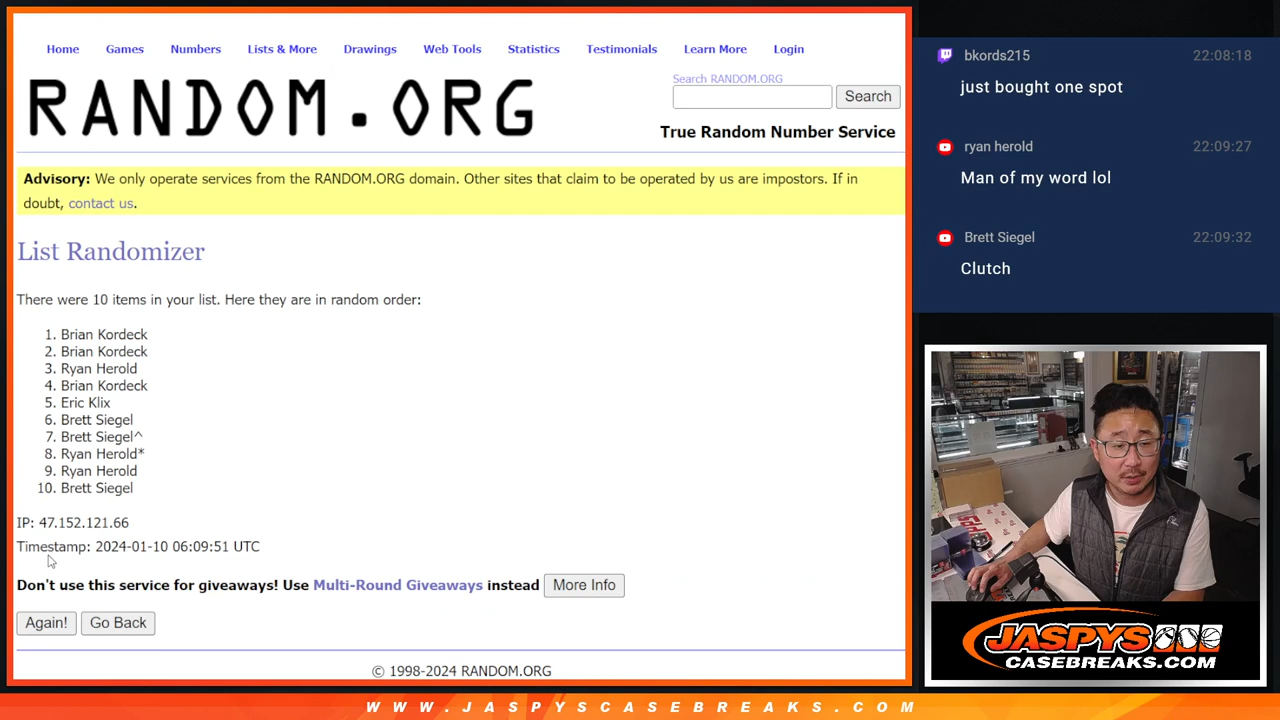 Home Games Numbers Lists & More Drawings Web Tools Statistics Testimonials Learn More Login
RANDOM.ORG
Search RANDOM.ORG
Search
True Random Number Service
Advisory: We only operate services from the RANDOM.ORG domain. Other sites that claim to be operated by us are impostors. If in
doubt, contact us.
List Randomizer
There were 10 items in your list. Here they are in random order:
1. Brian Kordeck
2. Brian Kordeck
3. Ryan Herold
4. Brian Kordeck
5. Eric Klix
6. Brett Siegel
7. Brett Siegel^
8. Ryan Herold*
9. Ryan Herold
10. Brett Siegel
IP: 47.152.121.66
Timestamp: 2024-01-10 06:09:51 UTC
Don't use this service for giveaways! Use Multi-Round Giveaways instead More Info
Again! Go Back
© 1998-2024 RANDOM.ORG
bkords215 22:08:18
just bought one spot
ryan herold 22:09:27
Man of my word lol
Brett Siegel 22:09:32
Clutch
JASPYS
CASEBREAKS.COM
WWW.JASPYSCASEBREAKS.COM